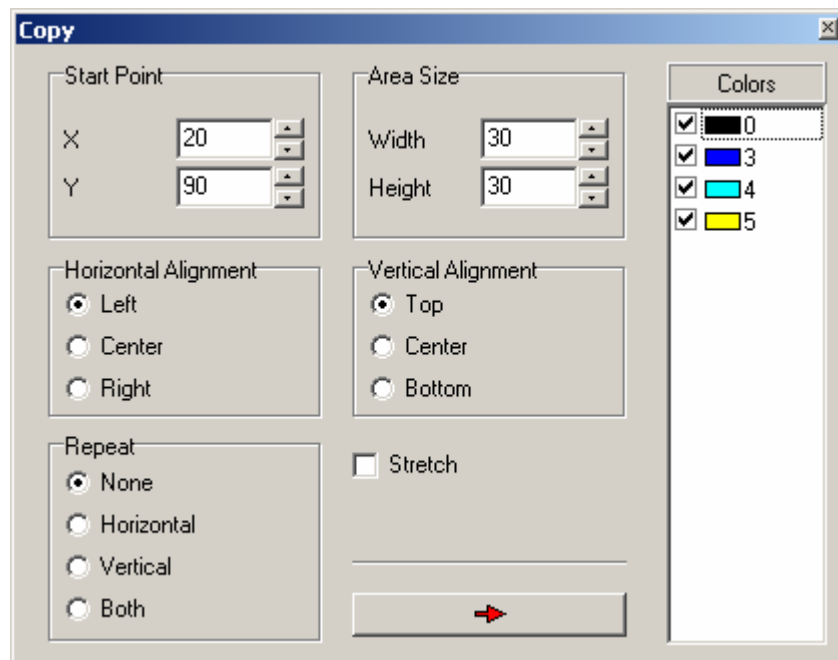 Copy
Start Point
X 20
Y 90
Area Size
Width 30
Height 30
Colors
0
3
4
5
Horizontal Alignment
Left
Center
Right
Vertical Alignment
Top
Center
Bottom
Repeat
None
Horizontal
Vertical
Both
Stretch